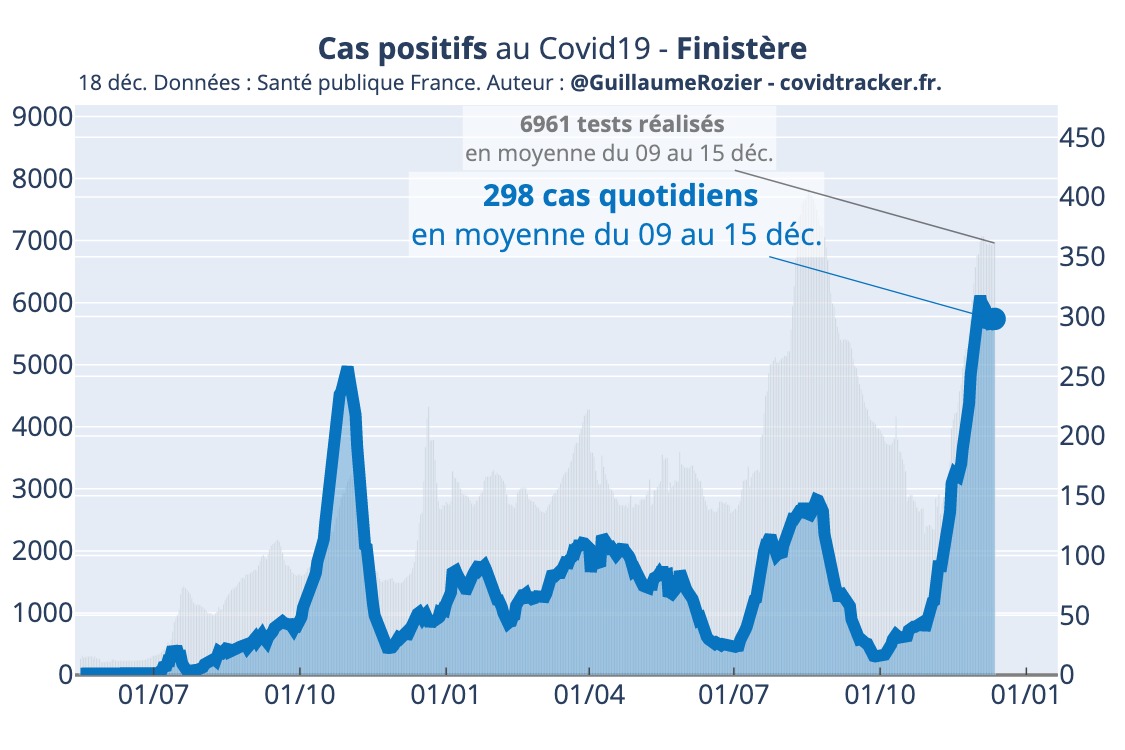 Cas positifs au Covid19 - Finistère
18 déc. Données : Santé publique France. Auteur : @GuillaumeRozier - covidtracker.fr.
6961 tests réalisés
en moyenne du 09 au 15 déc.
298 cas quotidiens
en moyenne du 09 au 15 déc.
9000
8000
7000
6000
5000
4000
3000
2000
1000
0
450
400
350
300
250
200
150
100
50
0
01/07 01/10 01/01 01/04 01/07 01/10 01/01